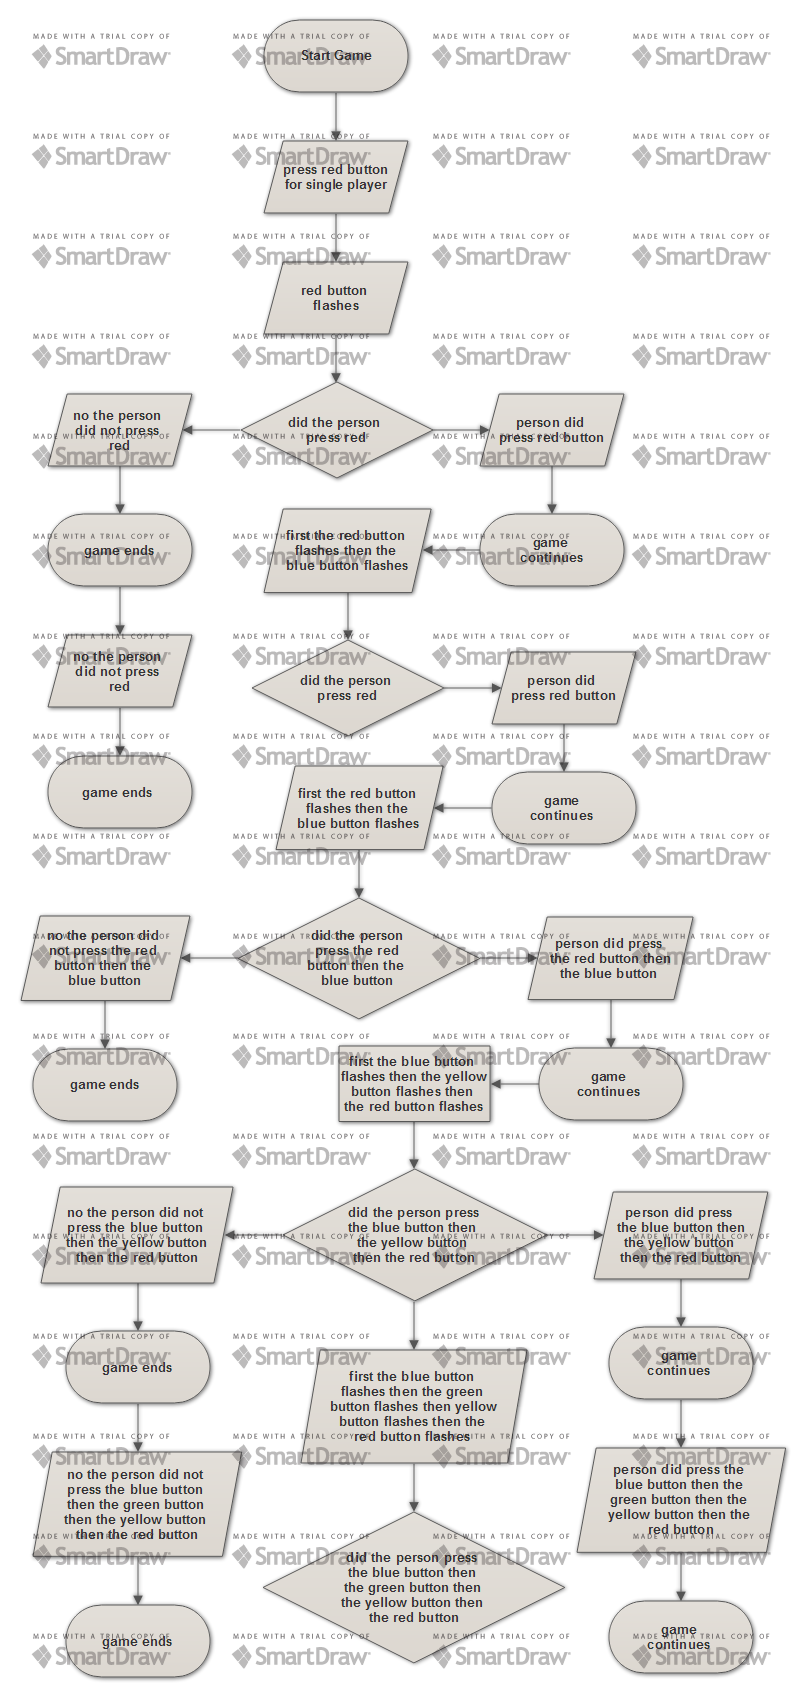 Start Game
press red button
for single player
red button
flashes
did the person
press red
no the person
did not press
red
person did
press red button
game ends
first the red button
flashes then the
blue button flashes
game
continues
no the person
did not press
red
did the person
press red
person did
press red button
game ends
first the red button
flashes then the
blue button flashes
game
continues
no the person did
not press the red
button then the
blue button
did the person
press the red
button then the
blue button
person did press
the red button then
the blue button
game ends
first the blue button
flashes then the yellow
button flashes then
the red button flashes
game
continues
no the person did not
press the blue button
then the yellow button
then the red button
did the person press
the blue button then
the yellow button
then the red button
person did press
the blue button then
the yellow button
then the red button
game ends
first the blue button
flashes then the green
button flashes then yellow
button flashes then the
red button flashes
game
continues
no the person did not
press the blue button
then the green button
then the yellow button
then the red button
did the person press
the blue button then
the green button then
the yellow button then
the red button
person did press the
blue button then the
green button then the
yellow button then the
red button
game ends
game
continues
MADE WITH A TRIAL COPY OF
SmartDraw